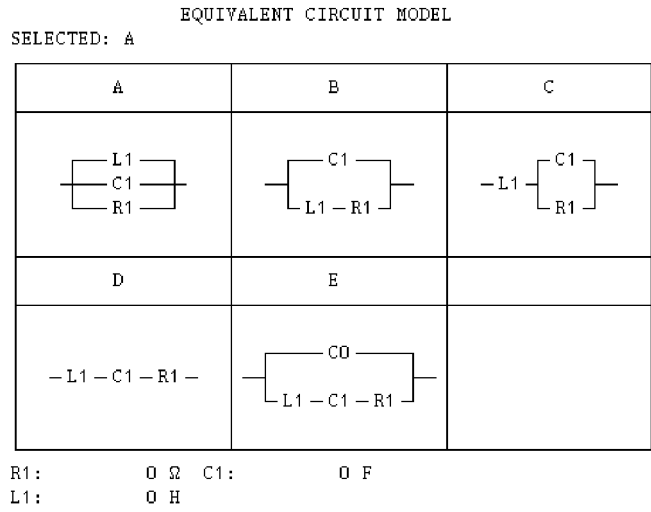 EQUIVALENT CIRCUIT MODEL
SELECTED: A
A B C
L1 C1 C1
C1 L1
R1 L1 R1 R1
D E
C0
L1 C1 R1
L1 C1 R1
R1: 0 Ω C1: 0 F
L1: 0 H